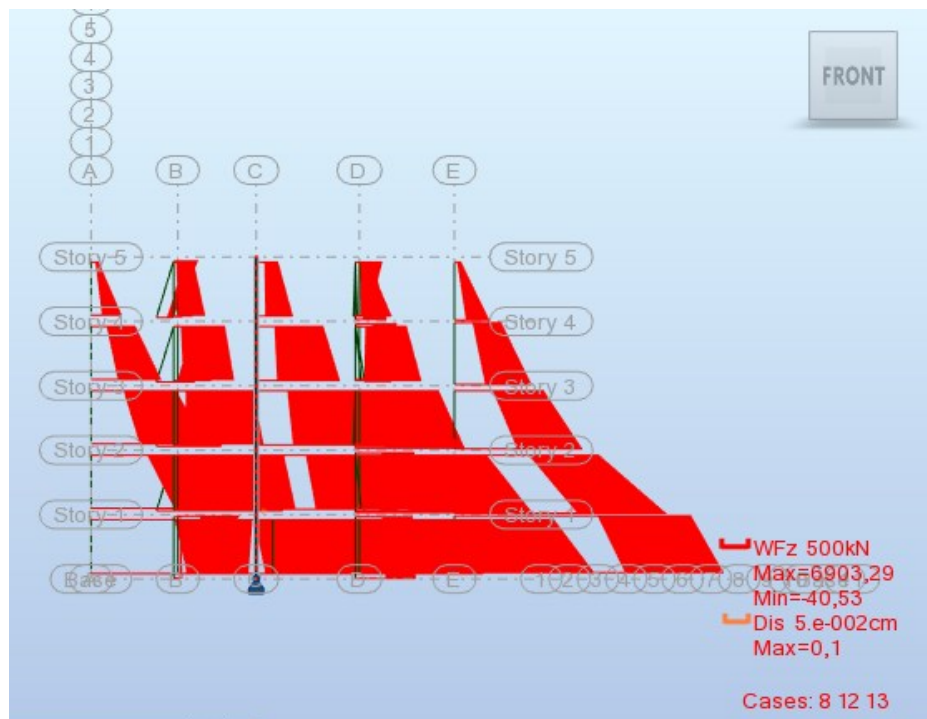 5
4
3
2
1
A B C D E
FRONT
Story 5 Story 5
Story 4 Story 4
Story 3 Story 3
Story 2 Story 2
Story 1 Story 1
Base B D E 1 2 3 4 5 6 7 8
WFz 500kN
Max=6903,29
Min=-40,53
Dis 5.e-002cm
Max=0,1
Cases: 8 12 13